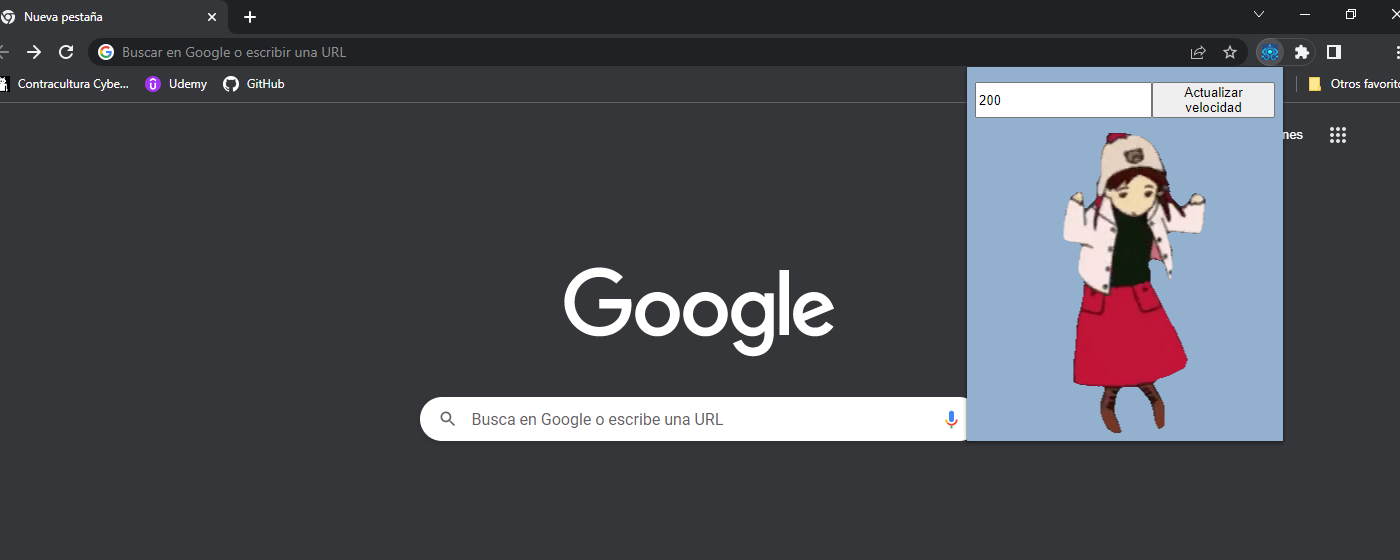 Nueva pestaña
Buscar en Google o escribir una URL
Contracultura Cybe... Udemy GitHub
Otros favorito
200
Actualizar
velocidad
nes
Google
Busca en Google o escribe una URL